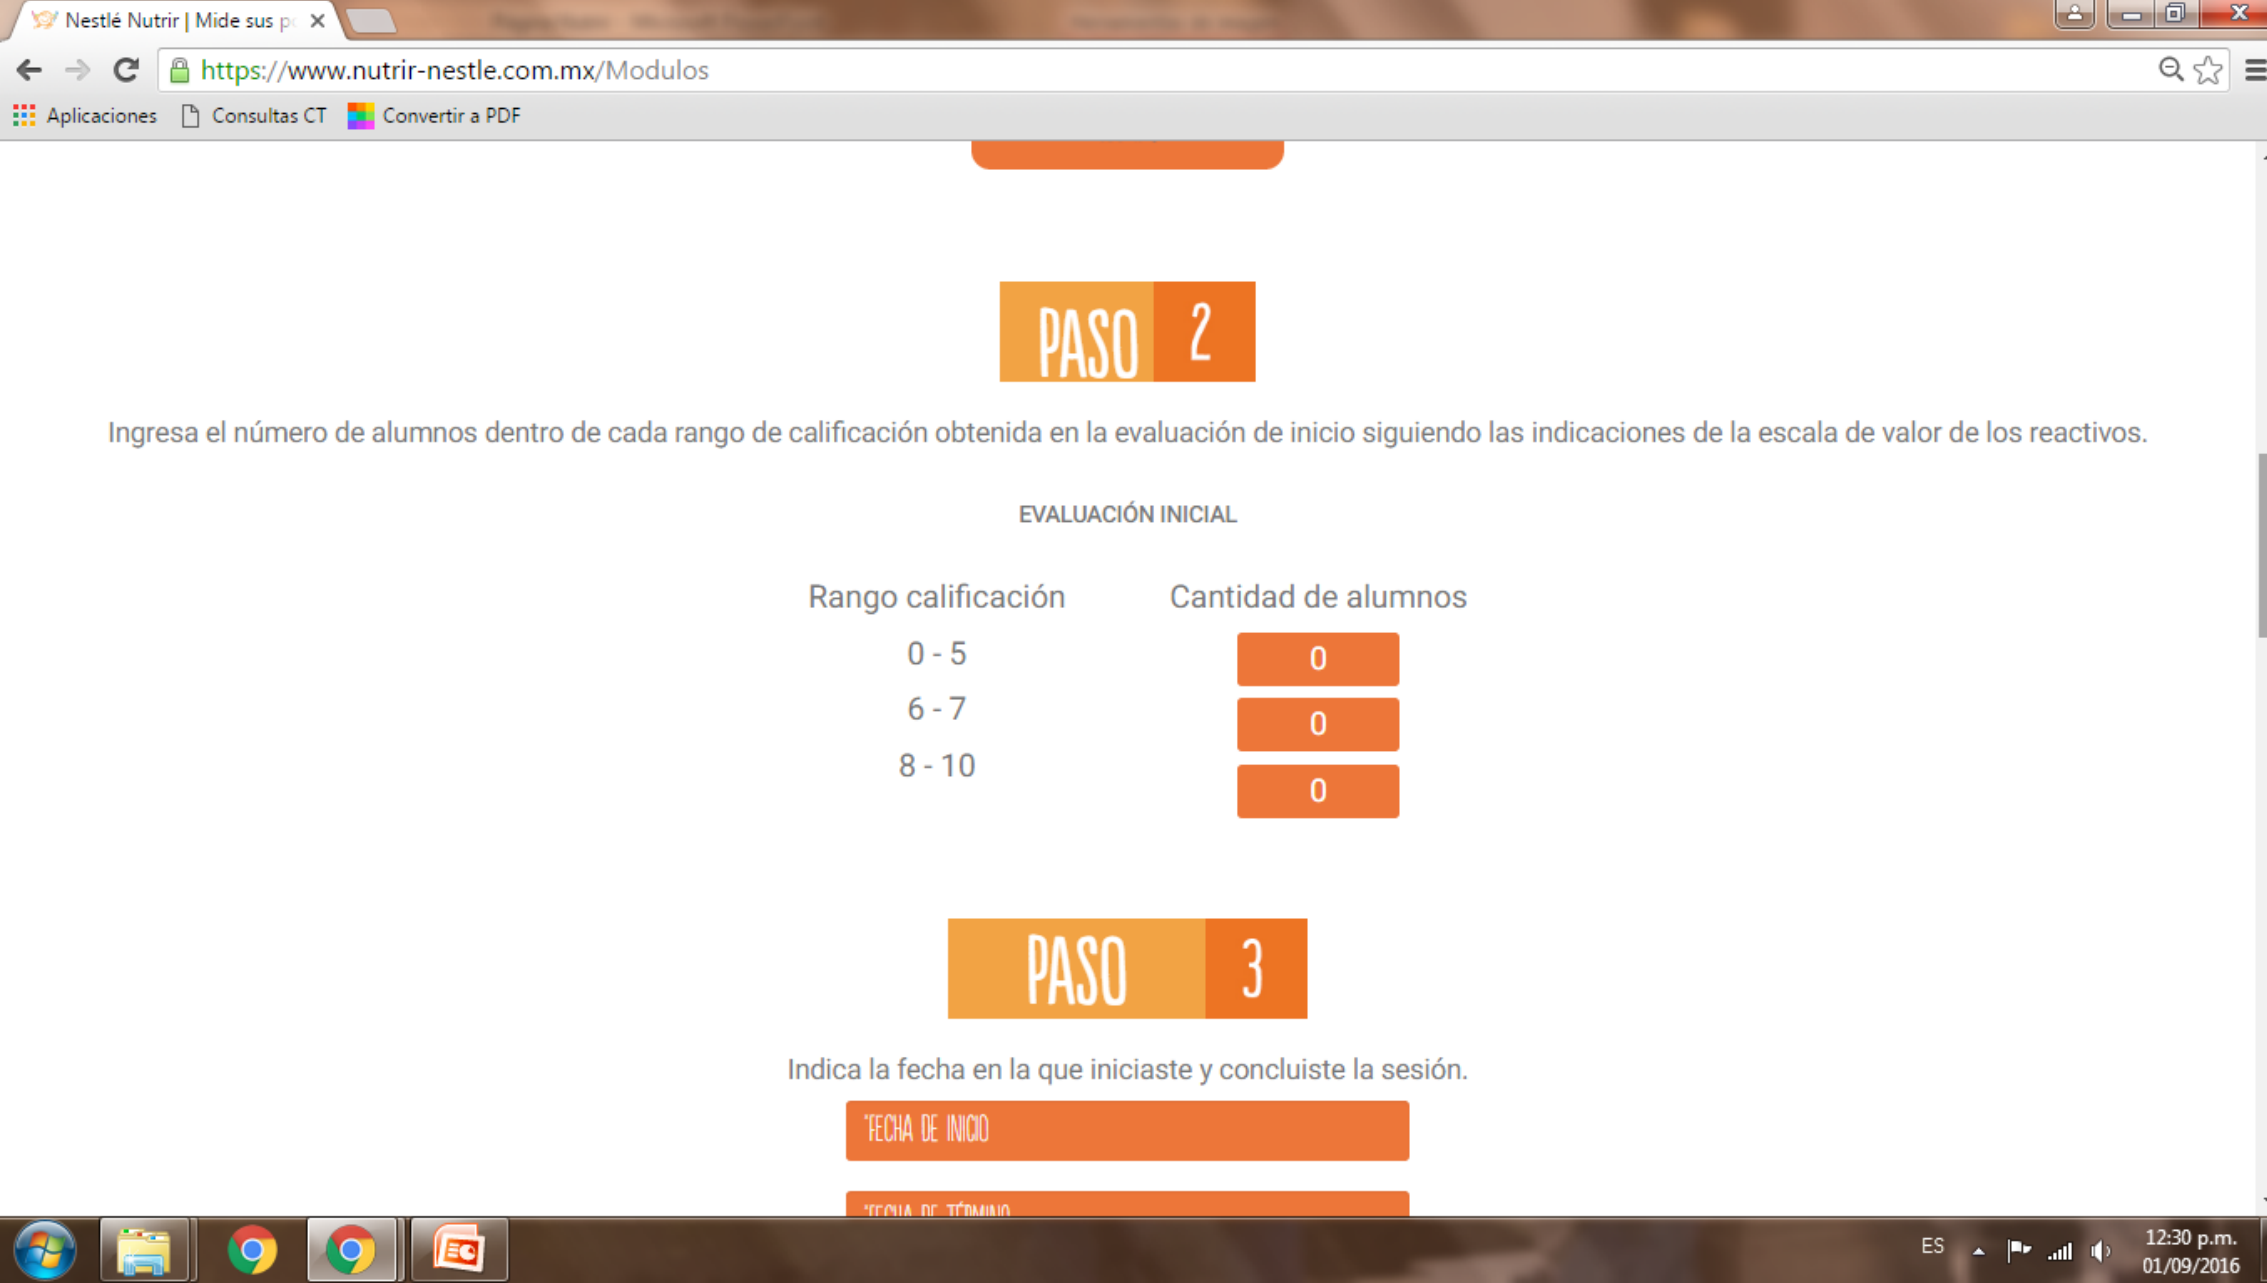 Nestlé Nutrir | Mide sus
https://www.nutrir-nestle.com.mx/Modulos
Aplicaciones Consultas CT Convertir a PDF
PASO 2
Ingresa el número de alumnos dentro de cada rango de calificación obtenida en la evaluación de inicio siguiendo las indicaciones de la escala de valor de los reactivos.
EVALUACIÓN INICIAL
Rango calificación Cantidad de alumnos
0 - 5 0
6 - 7 0
8 - 10 0
PASO 3
Indica la fecha en la que iniciaste y concluiste la sesión.
*FECHA DE INICIO
*FECHA DE TÉRMINO
ES 12:30 p.m.
01/09/2016